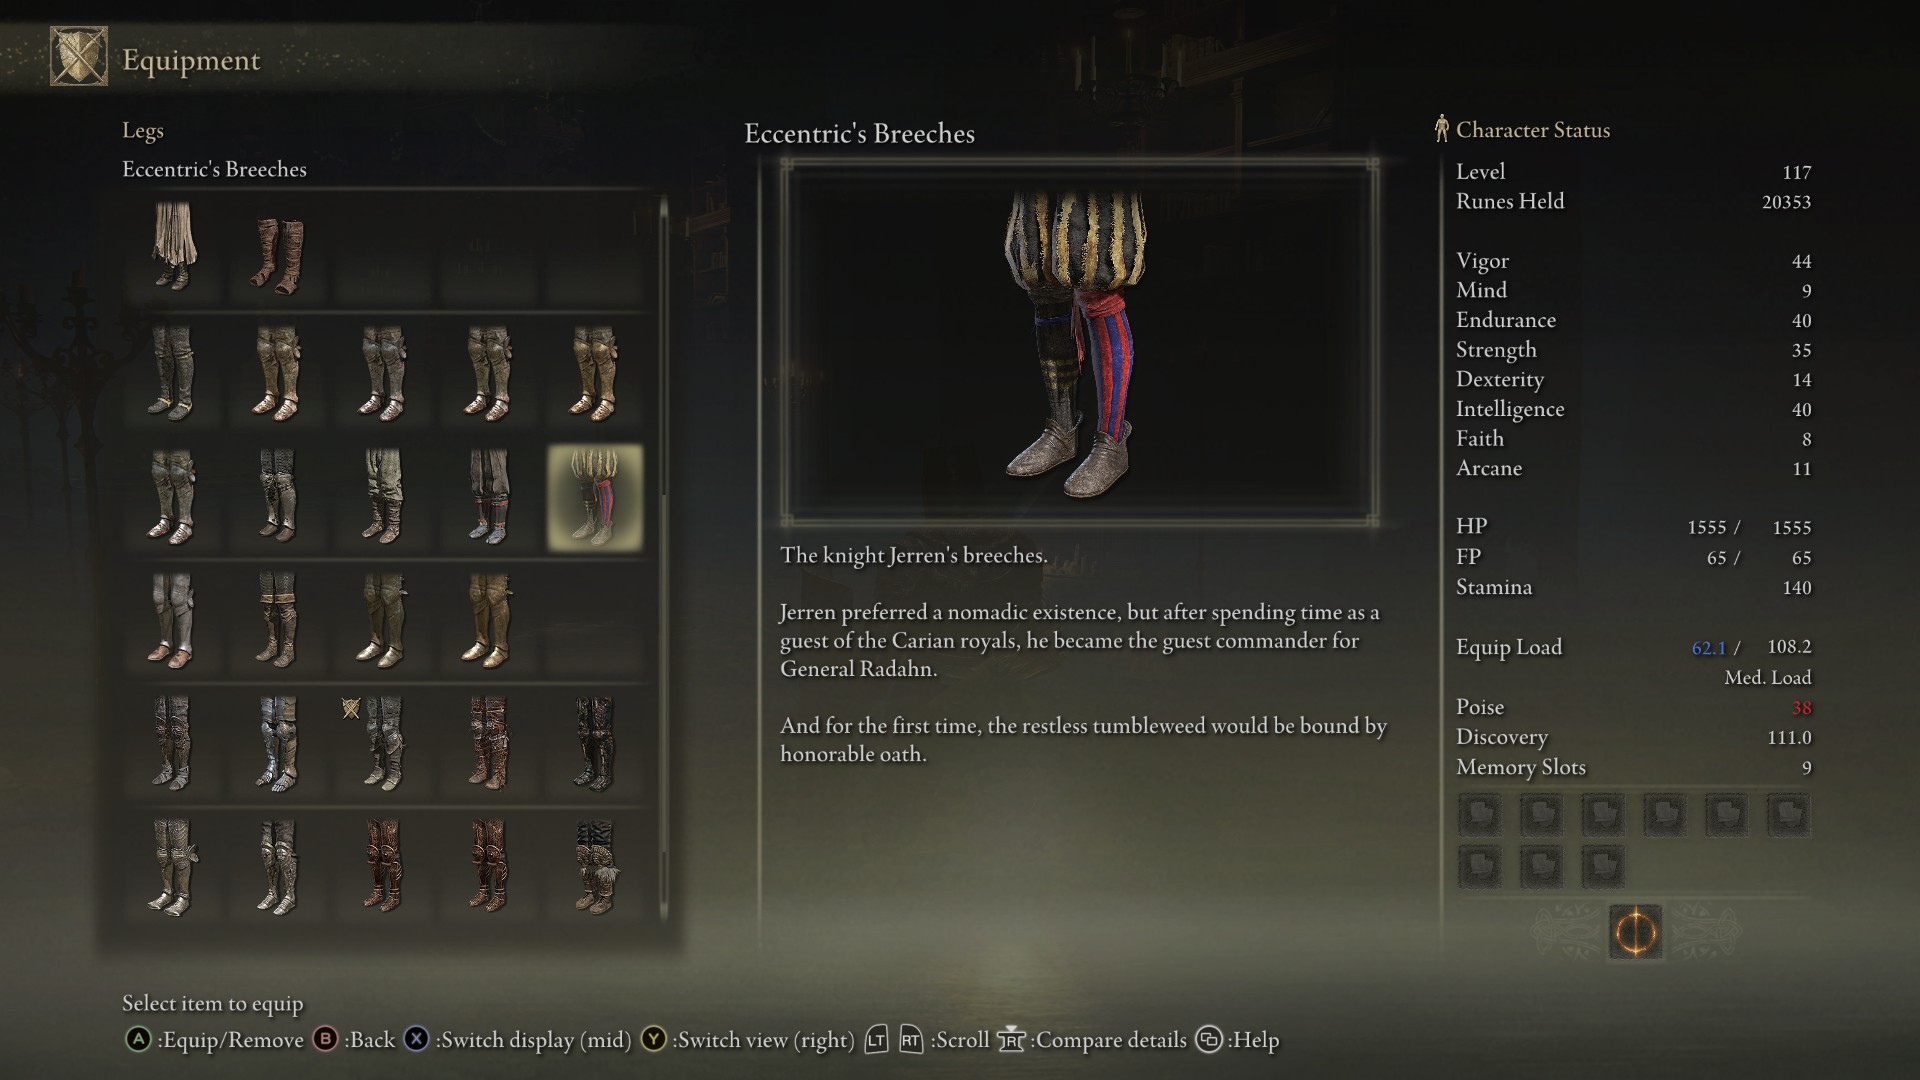 Equipment
Legs
Eccentric's Breeches
Eccentric's Breeches
The knight Jerren's breeches.
Jerren preferred a nomadic existence, but after spending time as a
guest of the Carian royals, he became the guest commander for
General Radahn.
And for the first time, the restless tumbleweed would be bound by
honorable oath.
Character Status
Level 117
Runes Held 20353
Vigor 44
Mind 9
Endurance 40
Strength 35
Dexterity 14
Intelligence 40
Faith 8
Arcane 11
HP 1555 / 1555
FP 65 / 65
Stamina 140
Equip Load 62.1 / 108.2
Med. Load
Poise 38
Discovery 111.0
Memory Slots 9
Select item to equip
A :Equip/Remove B :Back X :Switch display (mid) Y :Switch view (right) LT RT :Scroll R :Compare details :Help